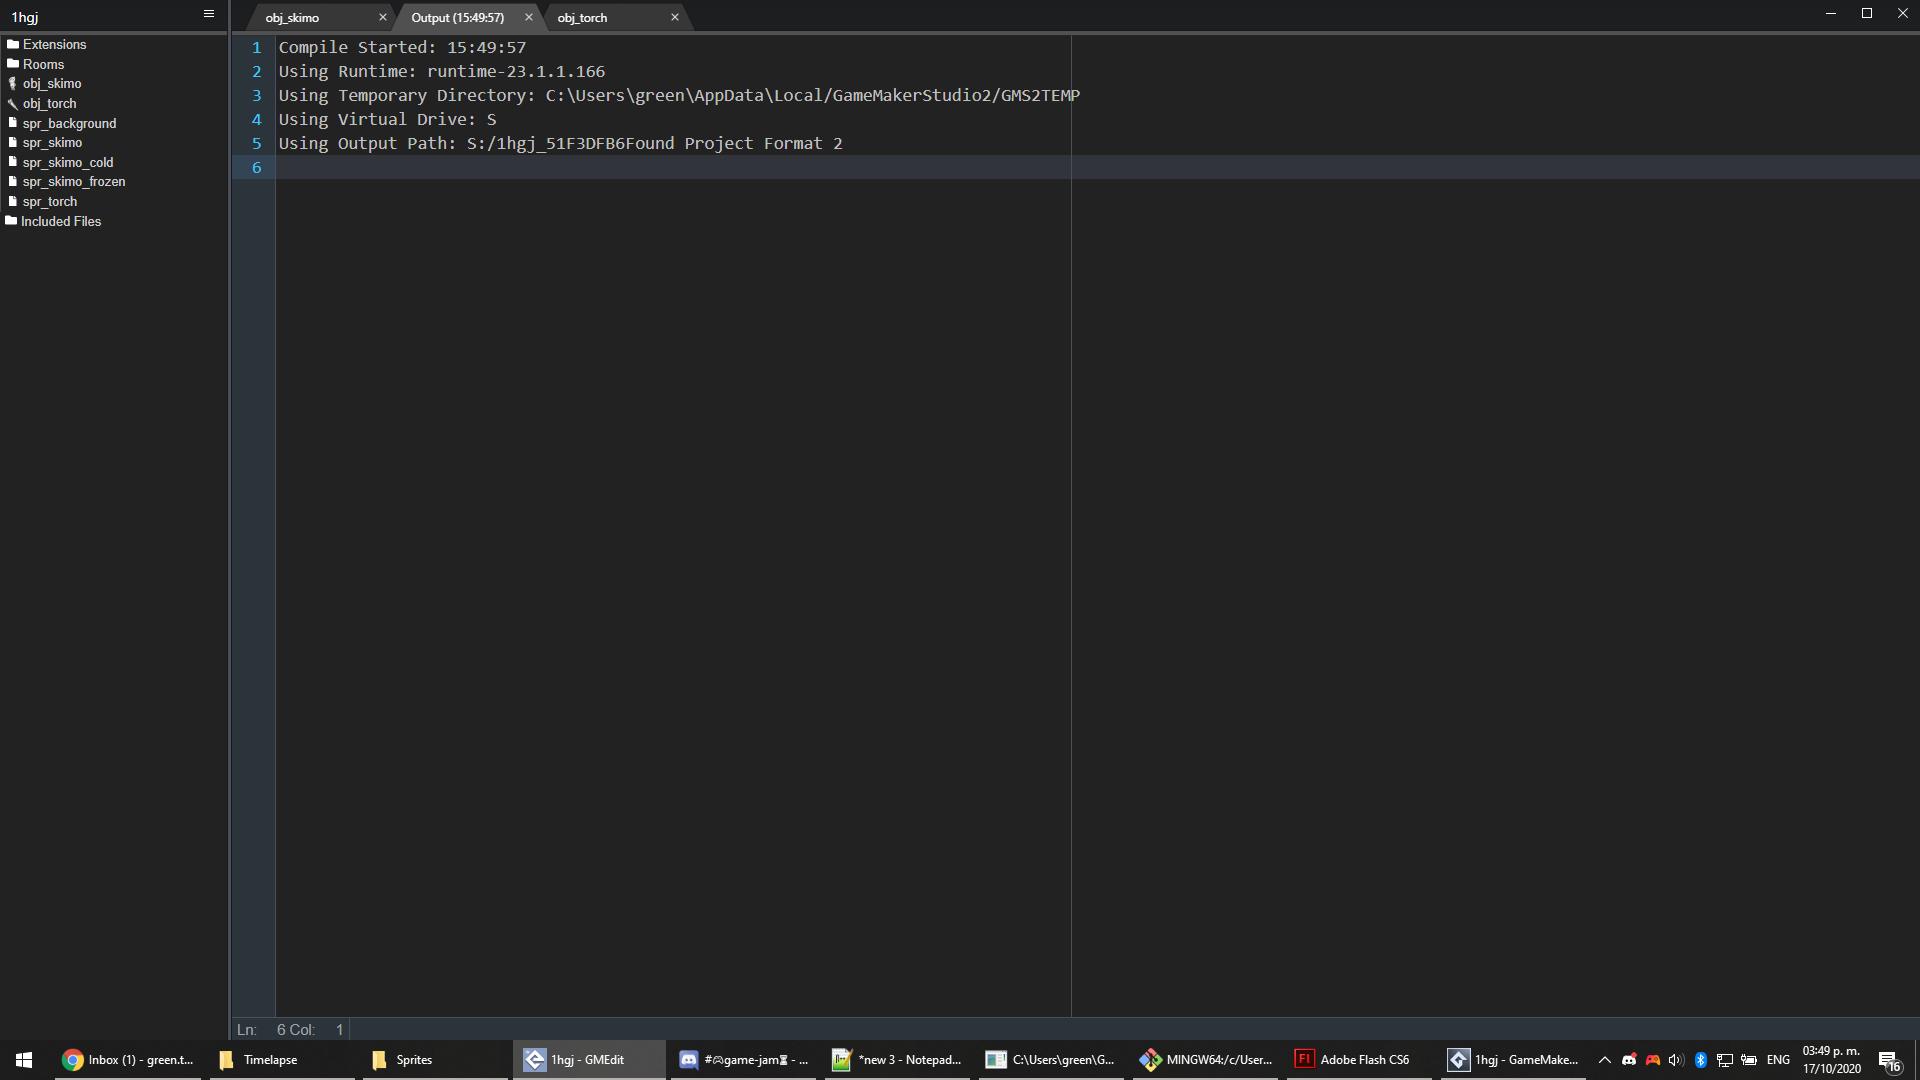 1hgj
obj_skimo
Output (15:49:57)
obj_torch
Extensions
Rooms
obj_skimo
obj_torch
spr_background
spr_skimo
spr_skimo_cold
spr_skimo_frozen
spr_torch
Included Files
1 Compile Started: 15:49:57
2 Using Runtime: runtime-23.1.1.166
3 Using Temporary Directory: C:\Users\green\AppData\Local/GameMakerStudio2/GMS2TEMP
4 Using Virtual Drive: S
5 Using Output Path: S:/1hgj_51F3DFB6Found Project Format 2
6
Ln: 6 Col: 1
Inbox (1) - green.t...
Timelapse
Sprites
1hgj - GMEdit
#🎮game-jam⏳ - ...
*new 3 - Notepad...
C:\Users\green\G...
MINGW64:/c/User...
Fl
Adobe Flash CS6
1hgj - GameMake...
ENG
03:49 p. m.
17/10/2020
16